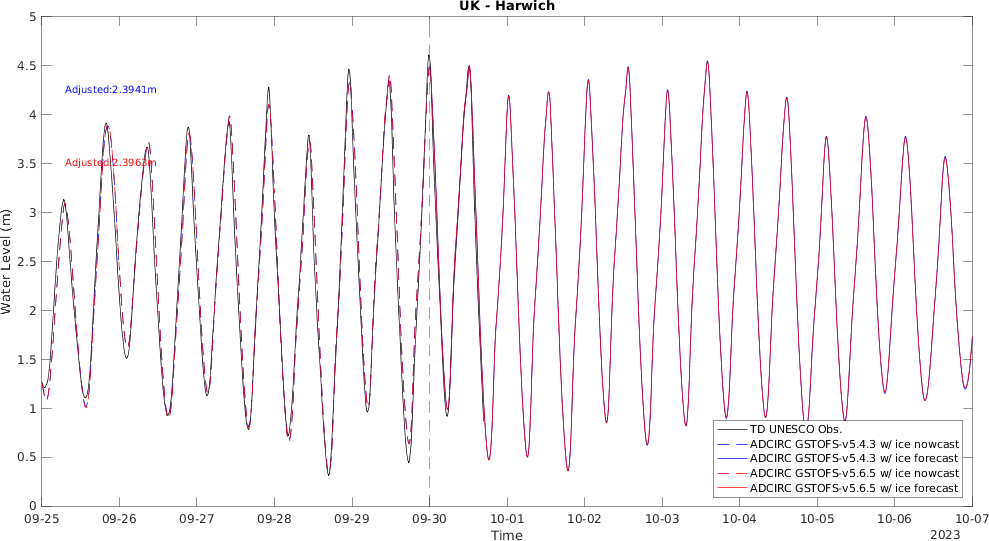 UK - Harwich
5
4.5
4
3.5
3
2.5
2
1.5
1
0.5
0
Water Level (m)
Adjusted:2.3941m
Adjusted:2.3963m
TD UNESCO Obs.
ADCIRC GSTOFS-v5.4.3 w/ ice nowcast
ADCIRC GSTOFS-v5.4.3 w/ ice forecast
ADCIRC GSTOFS-v5.6.5 w/ ice nowcast
ADCIRC GSTOFS-v5.6.5 w/ ice forecast
09-25 09-26 09-27 09-28 09-29 09-30 10-01 10-02 10-03 10-04 10-05 10-06 10-07
Time
2023